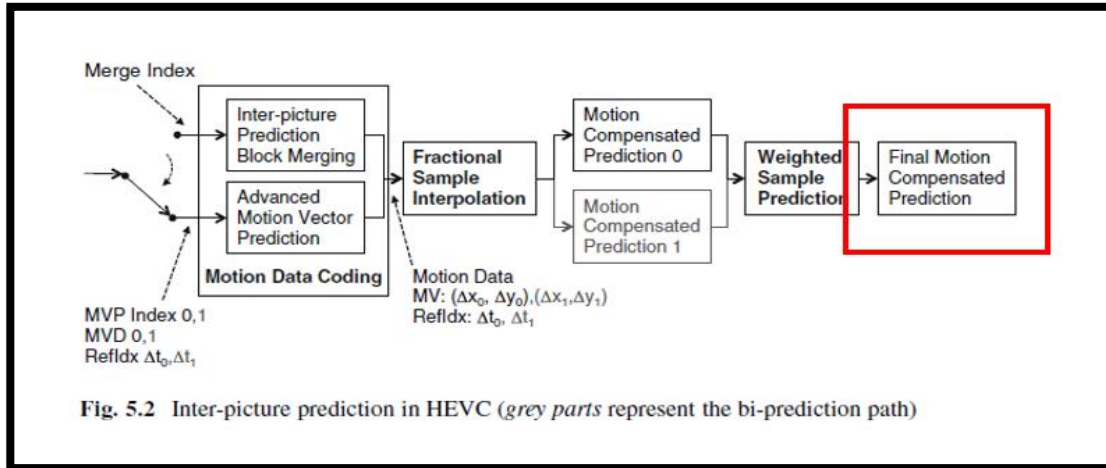 Merge Index
Inter-picture
Prediction
Block Merging
Advanced
Motion Vector
Prediction
Motion Data Coding
MVP Index 0,1
MVD 0,1
RefIdx Δt₀,Δt₁
Motion Data
MV: (Δx₀, Δy₀),(Δx₁,Δy₁)
RefIdx: Δt₀, Δt₁
Fractional
Sample
Interpolation
Motion
Compensated
Prediction 0
Motion
Compensated
Prediction 1
Weighted
Sample
Prediction
Final Motion
Compensated
Prediction
Fig. 5.2 Inter-picture prediction in HEVC (grey parts represent the bi-prediction path)